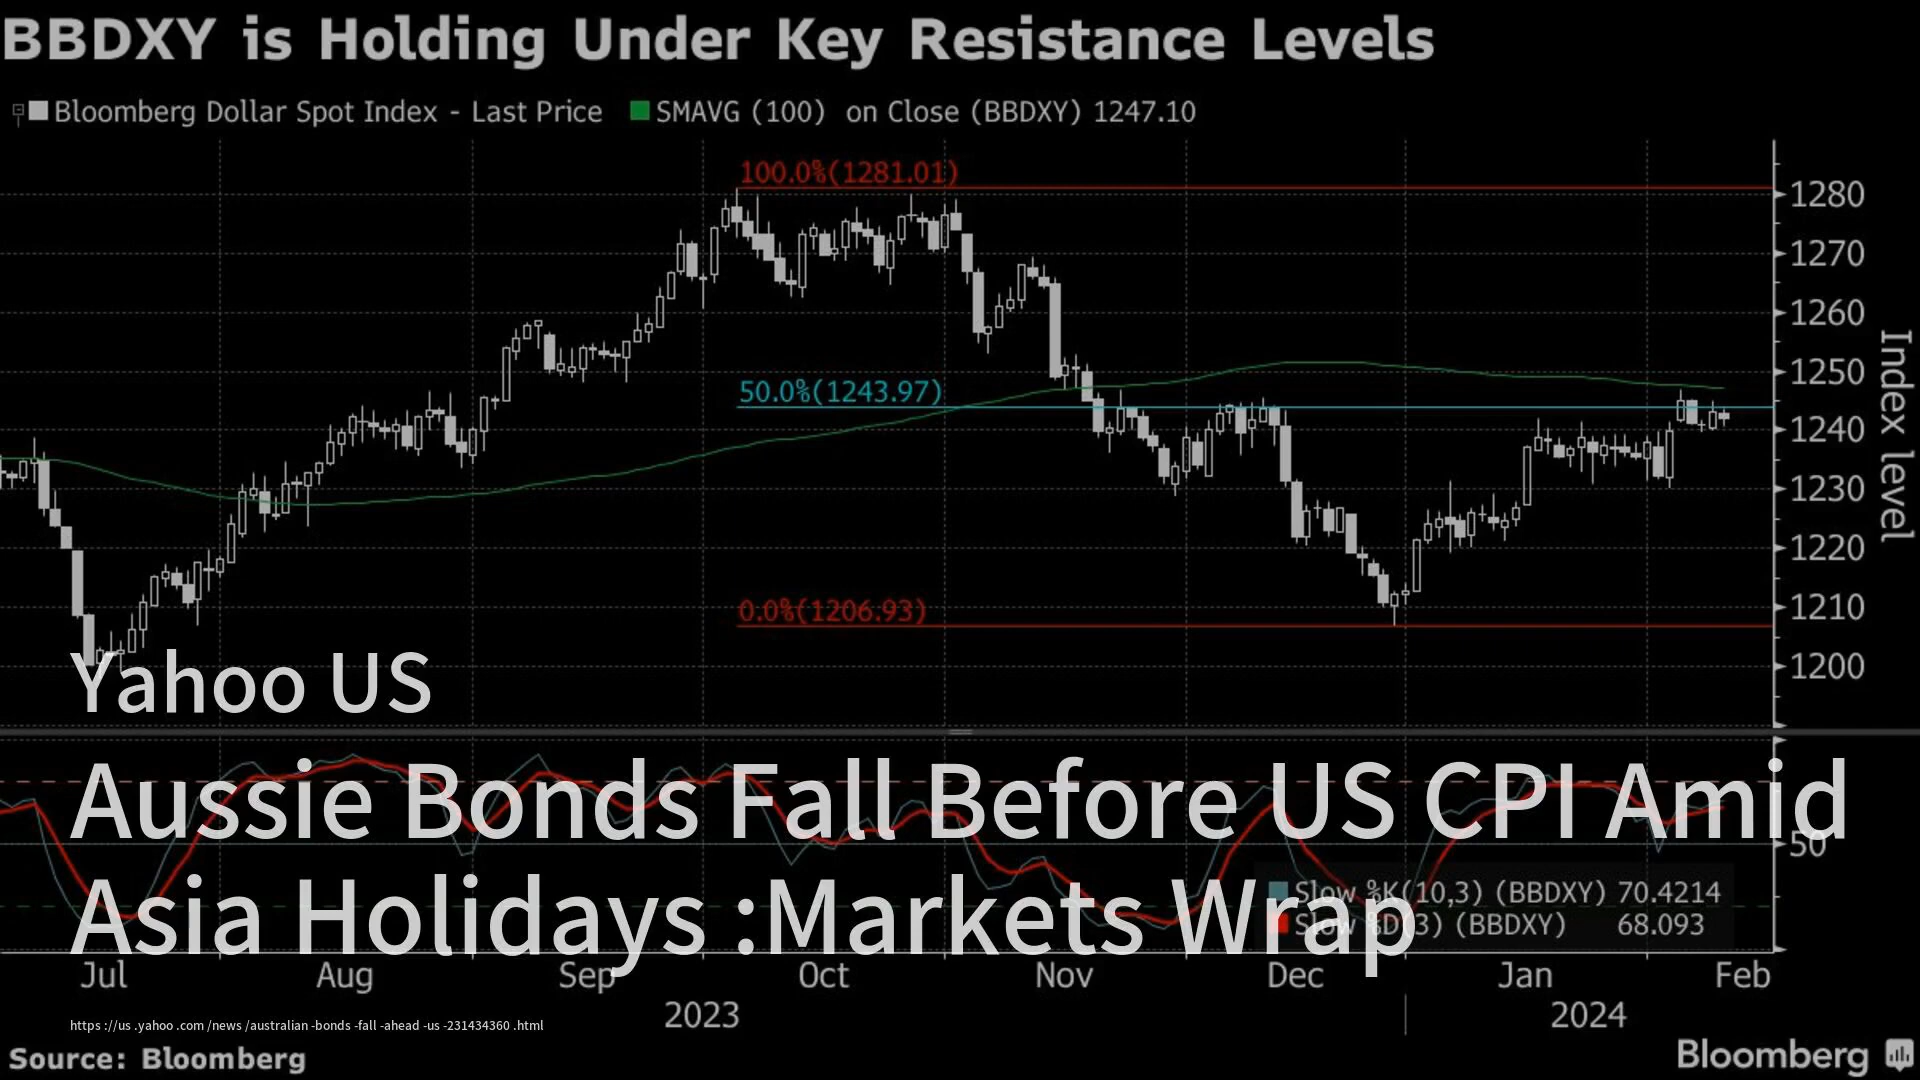 BBDXY is Holding Under Key Resistance Levels
Bloomberg Dollar Spot Index - Last Price SMAVG (100) on Close (BBDXY) 1247.10
100.0%(1281.01)
1280
1270
1260
1250
50.0%(1243.97)
1240
1230
1220
1210
0.0%(1206.93)
1200
Index level
Yahoo US
Aussie Bonds Fall Before US CPI Amid
50
Asia Holidays :Markets Wrap
Slow %K(10,3) (BBDXY) 70.4214
Slow %D(3) (BBDXY) 68.093
Jul Aug Sep Oct Nov Dec Jan Feb
2023 2024
https ://us .yahoo .com /news /australian -bonds -fall -ahead -us -231434360 .html
Source: Bloomberg
Bloomberg